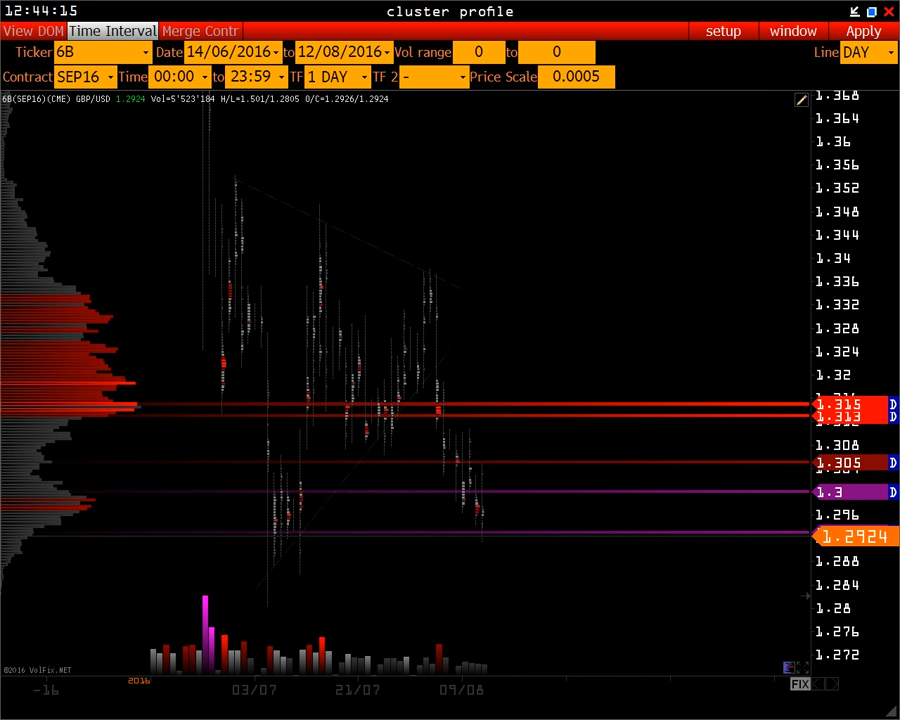 12:44:15 cluster profile
View DOM Time Interval Merge Contr setup window Apply
Ticker 6B Date 14/06/2016 to 12/08/2016 Vol range 0 to 0 Line DAY
Contract SEP16 Time 00:00 to 23:59 TF 1 DAY TF 2 - Price Scale 0.0005
6B(SEP16)(CME) GBP/USD 1.2924 Vol=5'523'184 H/L=1.501/1.2805 O/C=1.2926/1.2924
1.368
1.364
1.36
1.356
1.352
1.348
1.344
1.34
1.336
1.332
1.328
1.324
1.32
1.315 D
1.313 D
1.308
1.305 D
1.3 D
1.296
1.2924
1.288
1.284
1.28
1.276
1.272
©2016 VolFix.NET
FIX
2016
-16 03/07 21/07 09/08